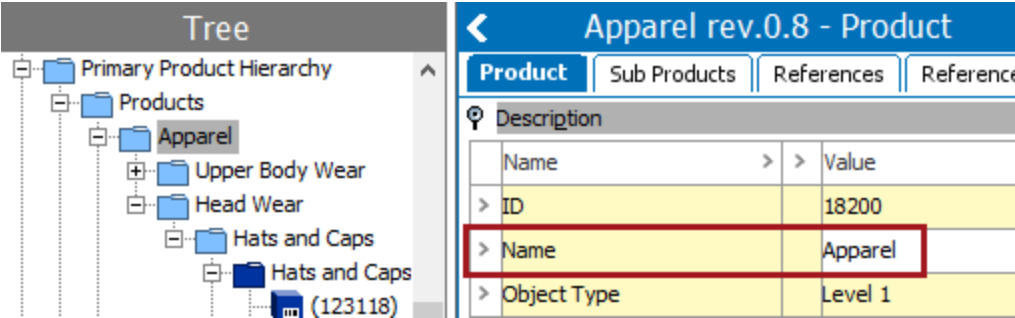 Tree
Primary Product Hierarchy
Products
Apparel
Upper Body Wear
Head Wear
Hats and Caps
Hats and Caps
(123118)
Apparel rev.0.8 - Product
Product Sub Products References Reference
Description
Name > > Value
> ID 18200
> Name Apparel
> Object Type Level 1